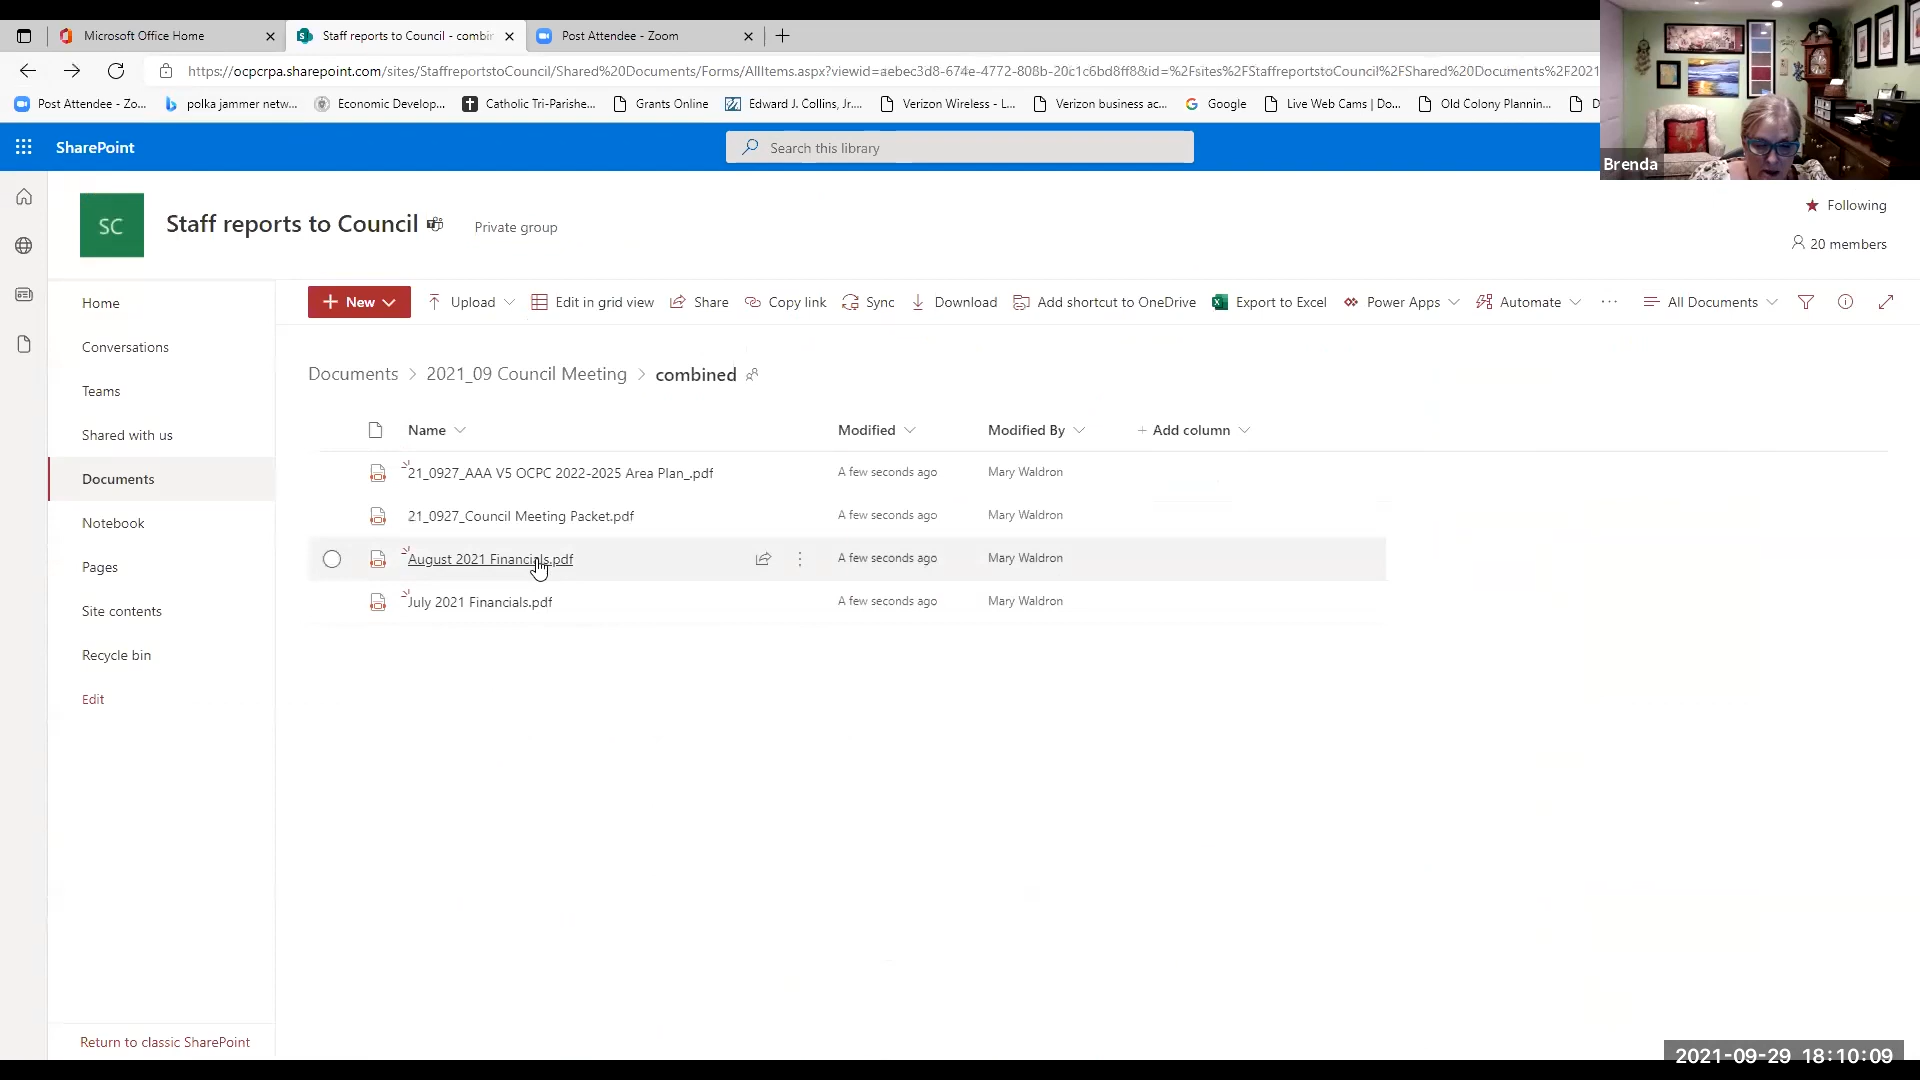 Microsoft Office Home
Staff reports to Council - combin
Post Attendee - Zoom
https://ocpcrpa.sharepoint.com/sites/StaffreportstoCouncil/Shared%20Documents/Forms/AllItems.aspx?viewid=aebec3d8-674e-4772-808b-20c1c6bd8ff8&id=%2Fsites%2FStaffreportstoCouncil%2FShared%20Documents%2F2021
Post Attendee - Zo...
polka jammer netw...
Economic Develop...
Catholic Tri-Parishe...
Grants Online
Edward J. Collins, Jr....
Verizon Wireless - L...
Verizon business ac...
Google
Live Web Cams | Do...
Old Colony Plannin...
D
Brenda
SharePoint
Search this library
SC
Staff reports to Council
Private group
Following
20 members
Home
Conversations
Teams
Shared with us
Documents
Notebook
Pages
Site contents
Recycle bin
Edit
Return to classic SharePoint
New
Upload
Edit in grid view
Share
Copy link
Sync
Download
Add shortcut to OneDrive
Export to Excel
Power Apps
Automate
All Documents
Documents > 2021_09 Council Meeting > combined
Name Modified Modified By + Add column
21_0927_AAA V5 OCPC 2022-2025 Area Plan_.pdf A few seconds ago Mary Waldron
21_0927_Council Meeting Packet.pdf A few seconds ago Mary Waldron
August 2021 Financials.pdf A few seconds ago Mary Waldron
July 2021 Financials.pdf A few seconds ago Mary Waldron
2021-09-29 18:10:09